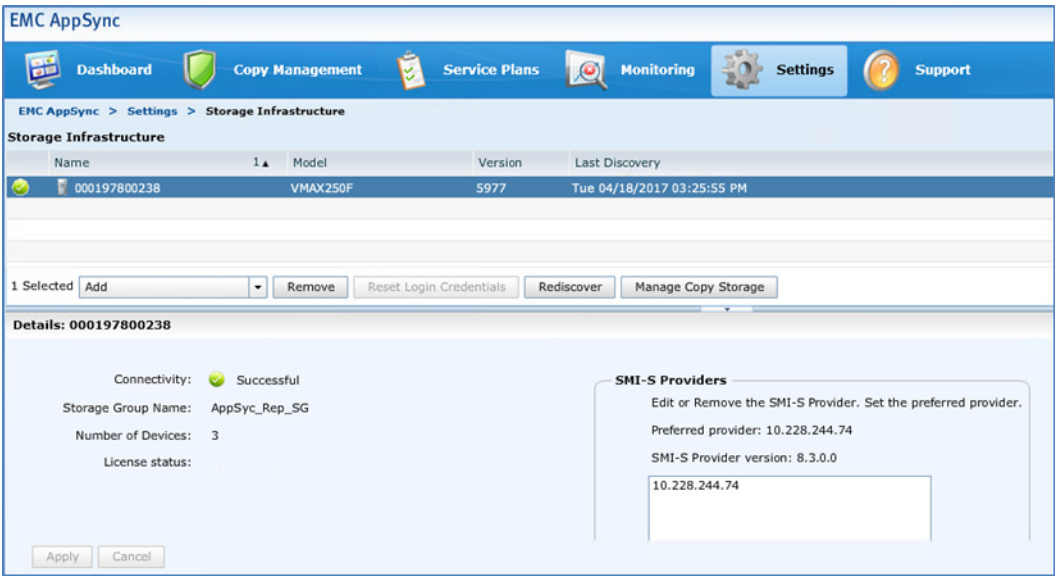 EMC AppSync
Dashboard Copy Management Service Plans Monitoring Settings Support
EMC AppSync > Settings > Storage Infrastructure
Storage Infrastructure
Name 1▲ Model Version Last Discovery
000197800238 VMAX250F 5977 Tue 04/18/2017 03:25:55 PM
1 Selected Add Remove Reset Login Credentials Rediscover Manage Copy Storage
Details: 000197800238
Connectivity: Successful
Storage Group Name: AppSyc_Rep_SG
Number of Devices: 3
License status:
SMI-S Providers
Edit or Remove the SMI-S Provider. Set the preferred provider.
Preferred provider: 10.228.244.74
SMI-S Provider version: 8.3.0.0
10.228.244.74
Apply Cancel